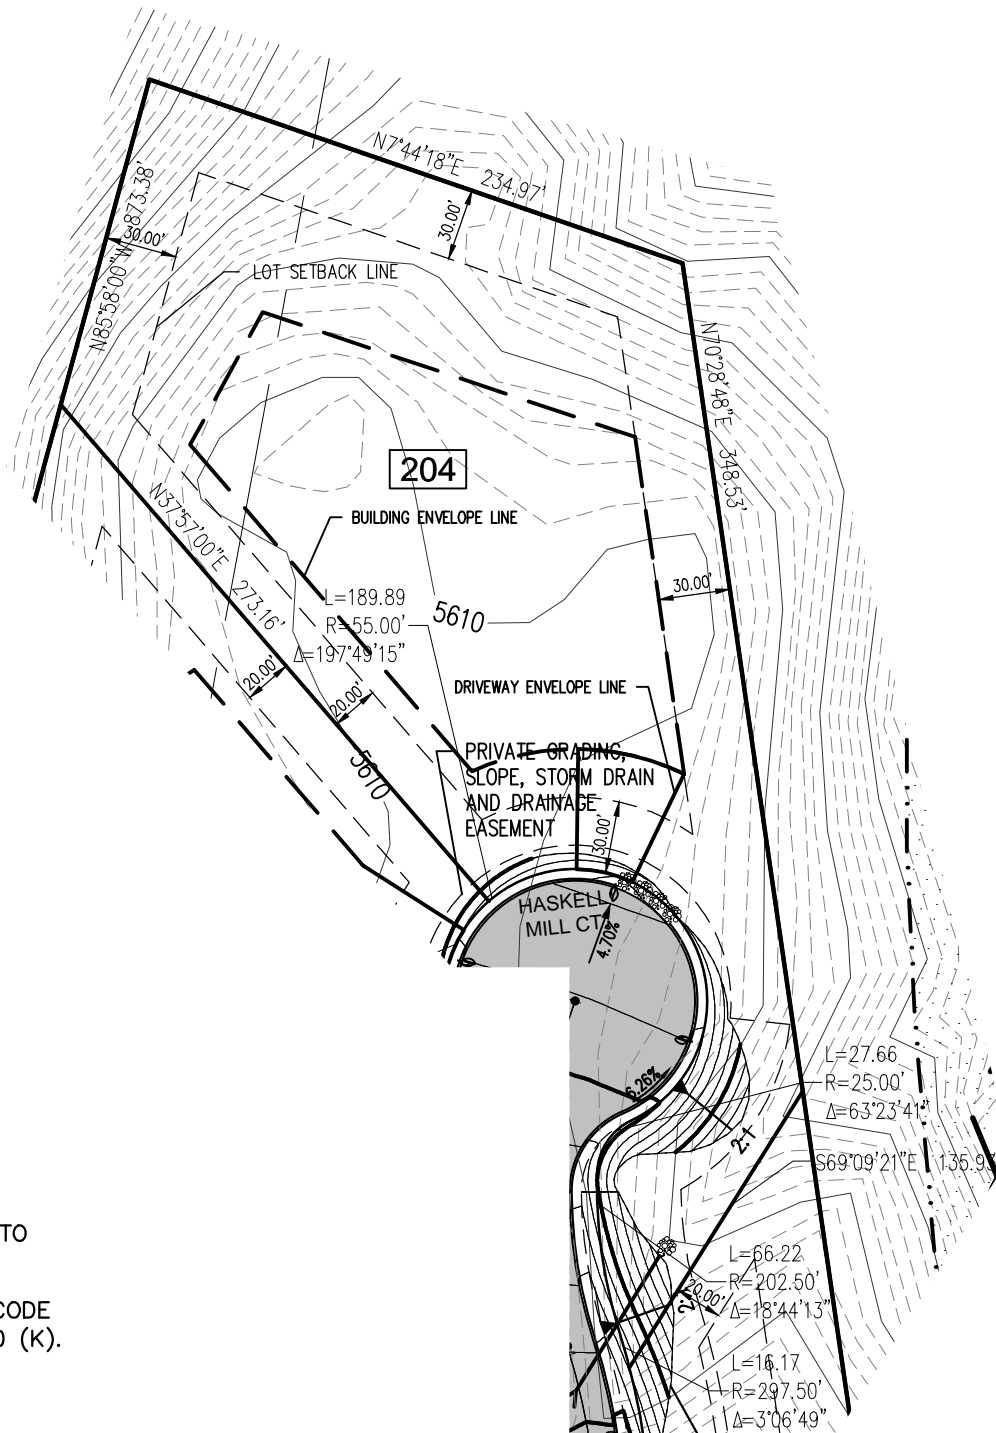 N7°44'18"E 234.97'
N85°58'00"W 873.38'
30.00'
30.00'
LOT SETBACK LINE
N70°28'48"E 348.53'
204
N37°57'00"E 273.16'
BUILDING ENVELOPE LINE
30.00'
L=189.89
R=55.00'
Δ=197°49'15"
5610
20.00'
20.00'
DRIVEWAY ENVELOPE LINE
5610
PRIVATE GRADING,
SLOPE, STORM DRAIN
AND DRAINAGE
EASEMENT
30.00'
HASKELL
MILL CT
4.70%
6.26%
L=27.66
R=25.00'
Δ=63°23'41"
2:1
S69°09'21"E 135.93
TO
L=66.22
R=202.50'
Δ=18°44'13"
20.00'
2:
CODE
0 (K).
L=16.17
R=297.50'
Δ=3°06'49"